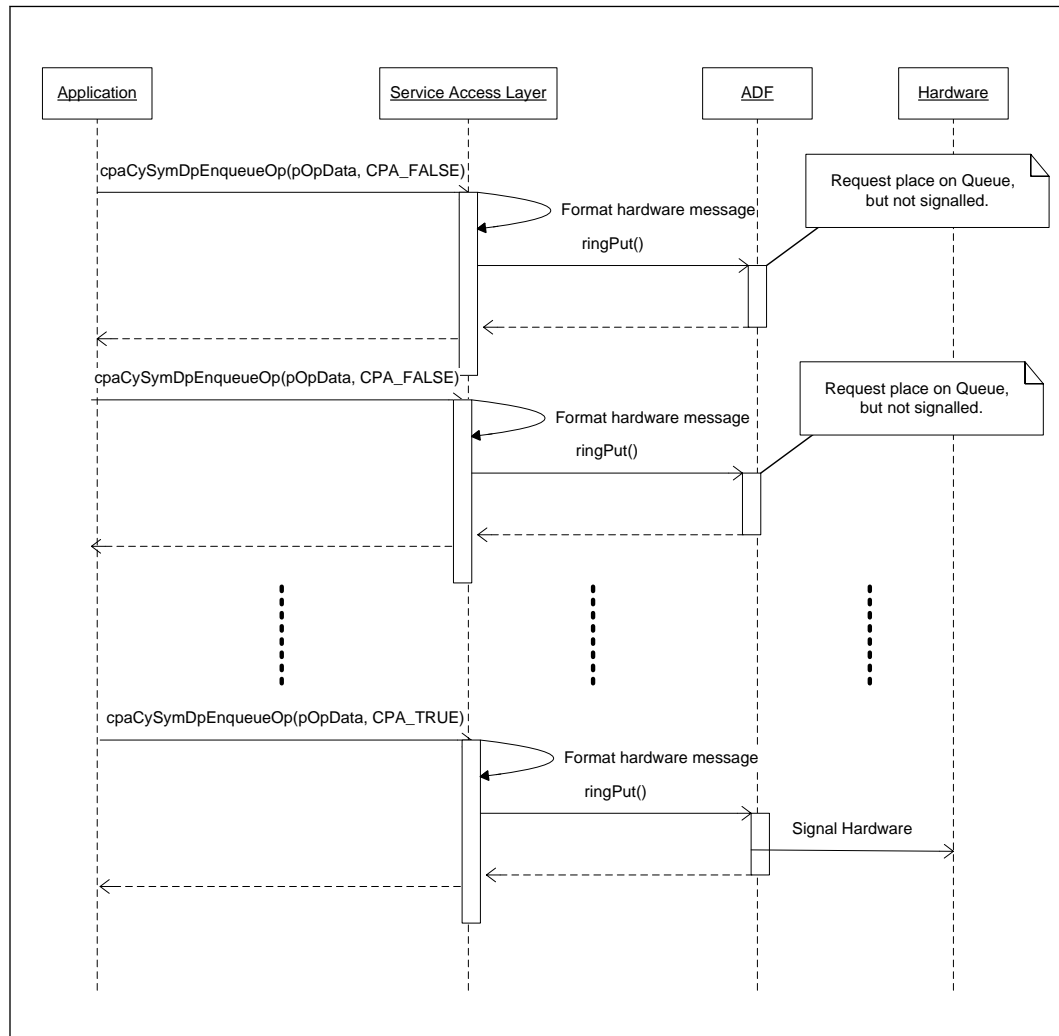 Application
Service Access Layer
ADF
Hardware
cpaCySymDpEnqueueOp(pOpData, CPA_FALSE)
Request place on Queue,
but not signalled.
Format hardware message
ringPut()
cpaCySymDpEnqueueOp(pOpData, CPA_FALSE)
Request place on Queue,
but not signalled.
Format hardware message
ringPut()
cpaCySymDpEnqueueOp(pOpData, CPA_TRUE)
Format hardware message
ringPut()
Signal Hardware